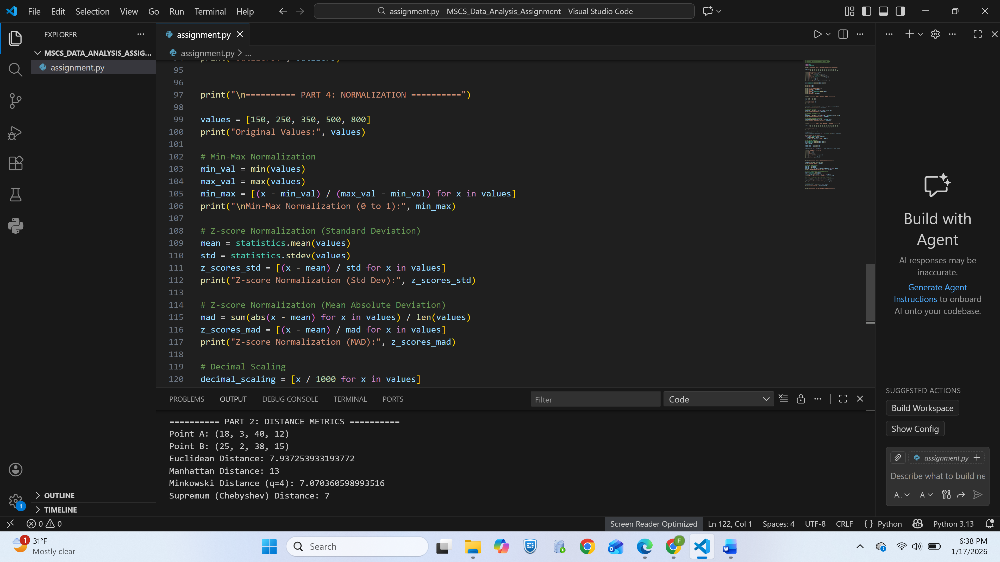 File Edit Selection View Go Run Terminal Help
assignment.py - MSCS_Data_Analysis_Assignment - Visual Studio Code
EXPLORER
MSCS_DATA_ANALYSIS_ASSIG...
assignment.py
OUTLINE
TIMELINE
assignment.py
assignment.py > ...
95
96
97 print("\n========== PART 4: NORMALIZATION ==========")
98
99 values = [150, 250, 350, 500, 800]
100 print("Original Values:", values)
101
102 # Min-Max Normalization
103 min_val = min(values)
104 max_val = max(values)
105 min_max = [(x - min_val) / (max_val - min_val) for x in values]
106 print("\nMin-Max Normalization (0 to 1):", min_max)
107
108 # Z-score Normalization (Standard Deviation)
109 mean = statistics.mean(values)
110 std = statistics.stdev(values)
111 z_scores_std = [(x - mean) / std for x in values]
112 print("Z-score Normalization (Std Dev):", z_scores_std)
113
114 # Z-score Normalization (Mean Absolute Deviation)
115 mad = sum(abs(x - mean) for x in values) / len(values)
116 z_scores_mad = [(x - mean) / mad for x in values]
117 print("Z-score Normalization (MAD):", z_scores_mad)
118
119 # Decimal Scaling
120 decimal_scaling = [x / 1000 for x in values]
PROBLEMS OUTPUT DEBUG CONSOLE TERMINAL PORTS
Filter
Code
========== PART 2: DISTANCE METRICS ==========
Point A: (18, 3, 40, 12)
Point B: (25, 2, 38, 15)
Euclidean Distance: 7.937253933193772
Manhattan Distance: 13
Minkowski Distance (q=4): 7.070360598993516
Supremum (Chebyshev) Distance: 7
Build with
Agent
AI responses may be
inaccurate.
Generate Agent
Instructions to onboard
AI onto your codebase.
SUGGESTED ACTIONS
Build Workspace
Show Config
assignment.py
Describe what to build ne
A.. A
1
0 0
Screen Reader Optimized Ln 122, Col 1 Spaces: 4 UTF-8 CRLF {} Python Python 3.13
1
31°F
Mostly clear
Search
F
6:38 PM
1/17/2026